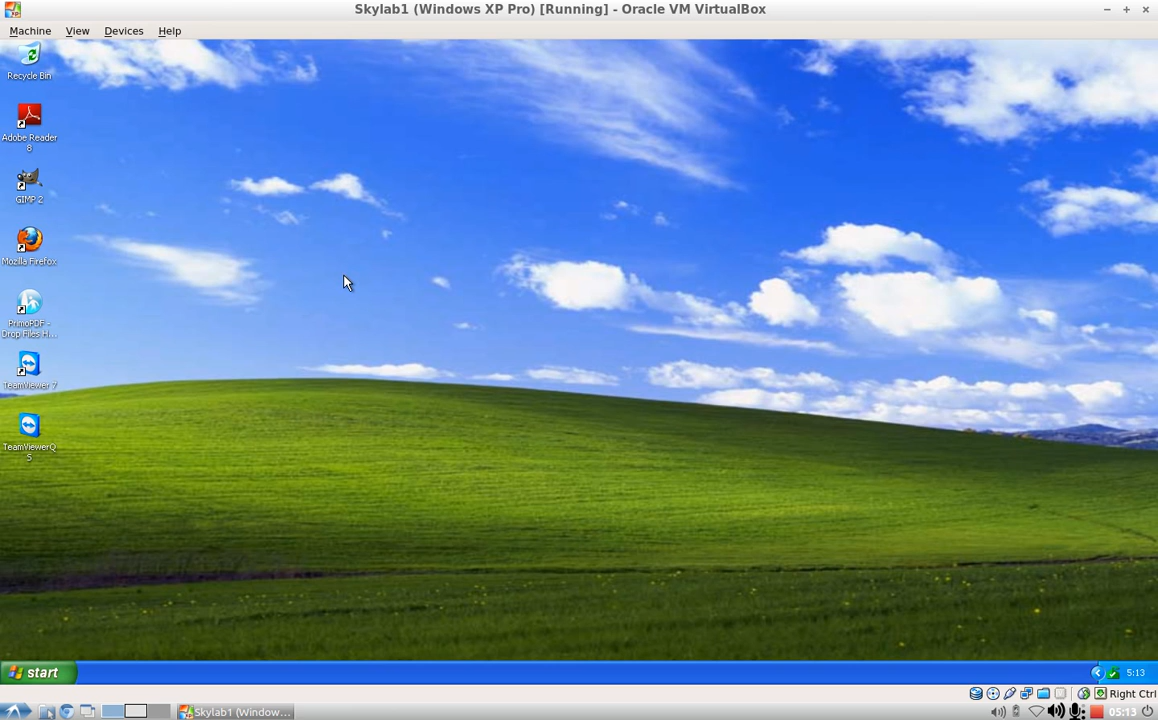 Skylab1 (Windows XP Pro) [Running] - Oracle VM VirtualBox
Machine View Devices Help
Recycle Bin
Adobe Reader
8
GIMP 2
Mozilla Firefox
PrimoPDF -
Drop Files H...
TeamViewer 7
TeamViewerQ
S
start
5:13
Right Ctrl
Skylab1 (Window...
05:13